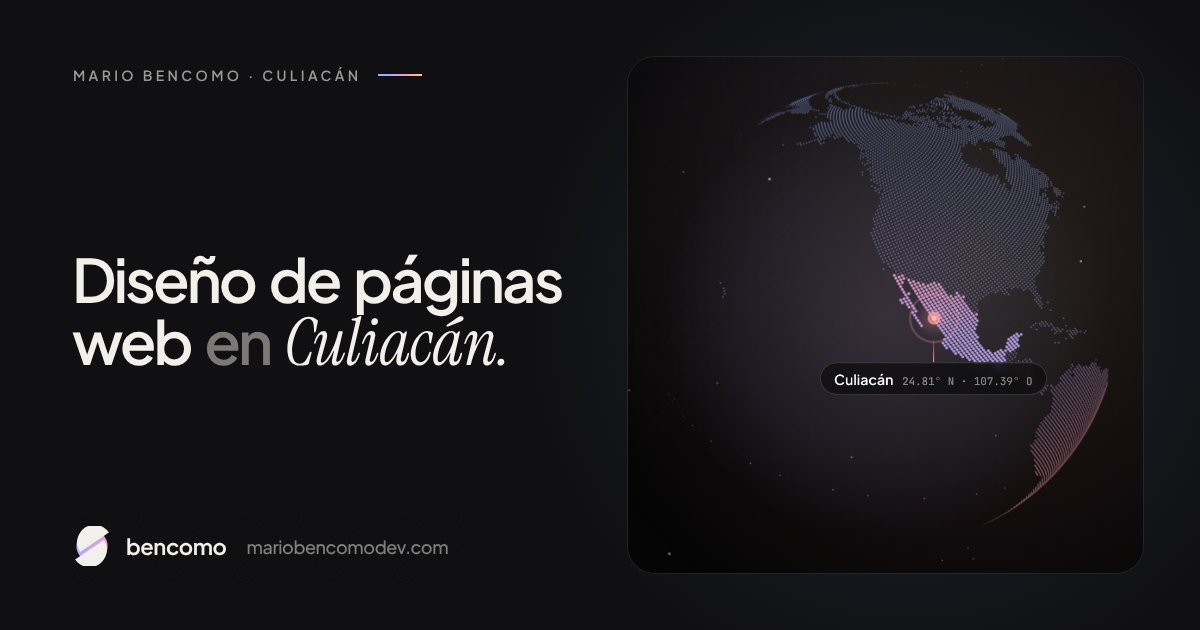 MARIO BENCOMO · CULIACÁN
Diseño de páginas
web en Culiacán.
Culiacán 24.81° N · 107.39° O
bencomo mariobencomodev.com